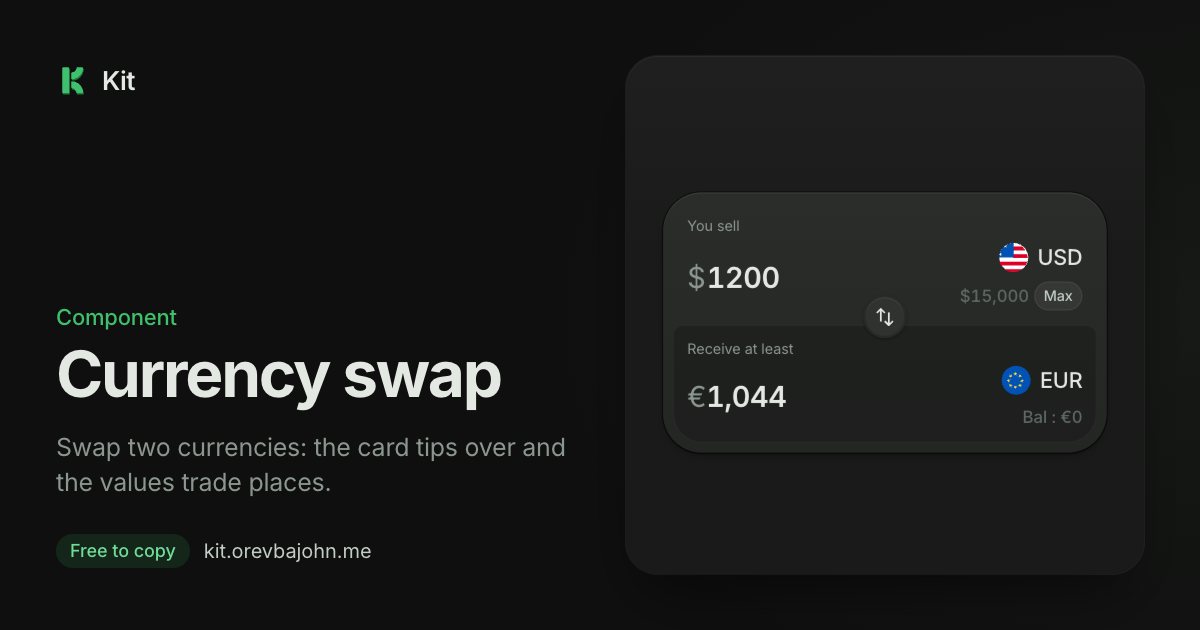 Kit
Component
Currency swap
Swap two currencies: the card tips over and
the values trade places.
Free to copy
kit.orevbajohn.me
You sell
$1200
USD
$15,000
Max
Receive at least
€1,044
EUR
Bal : €0